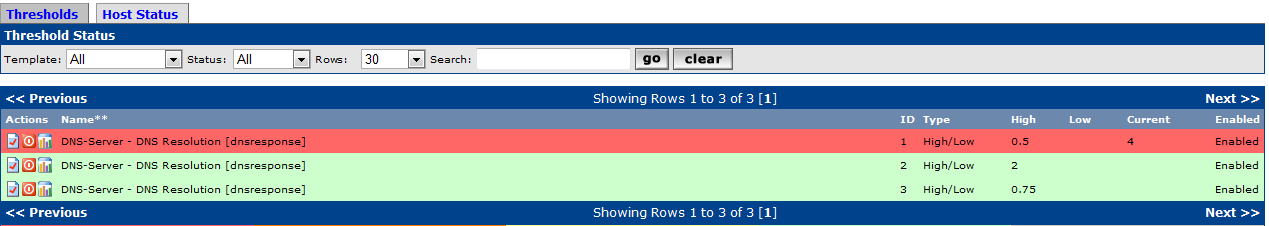 Thresholds Host Status
Threshold Status
Template: All Status: All Rows: 30 Search: go clear
<< Previous Showing Rows 1 to 3 of 3 [1] Next >>
Actions Name** ID Type High Low Current Enabled
DNS-Server - DNS Resolution [dnsresponse] 1 High/Low 0.5 4 Enabled
DNS-Server - DNS Resolution [dnsresponse] 2 High/Low 2 Enabled
DNS-Server - DNS Resolution [dnsresponse] 3 High/Low 0.75 Enabled
<< Previous Showing Rows 1 to 3 of 3 [1] Next >>